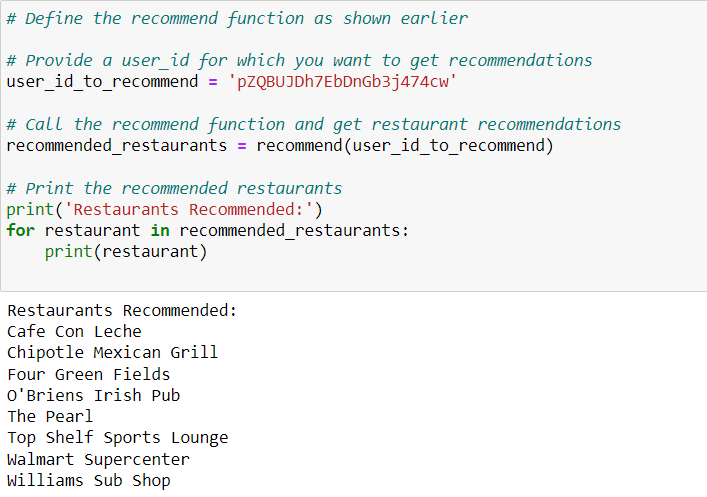 # Define the recommend function as shown earlier
# Provide a user_id for which you want to get recommendations
user_id_to_recommend = 'pZQBUJDh7EbDnGb3j474cw'
# Call the recommend function and get restaurant recommendations
recommended_restaurants = recommend(user_id_to_recommend)
# Print the recommended restaurants
print('Restaurants Recommended:')
for restaurant in recommended_restaurants:
    print(restaurant)
Restaurants Recommended:
Cafe Con Leche
Chipotle Mexican Grill
Four Green Fields
O'Briens Irish Pub
The Pearl
Top Shelf Sports Lounge
Walmart Supercenter
Williams Sub Shop